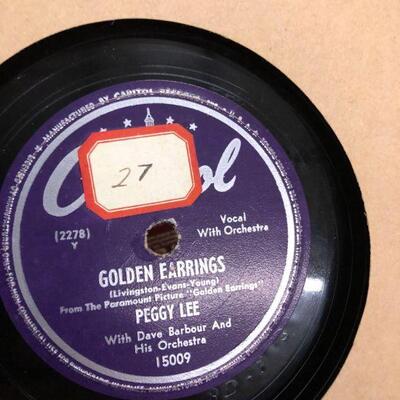 MANUFACTURED BY CAPITOL RECORDS, INC. U.S.A.
C
ol
27
(2278)
Y
Vocal
With Orchestra
GOLDEN EARRINGS
(Livingston-Evans-Young)
From The Paramount Picture "Golden Earrings"
PEGGY LEE
With Dave Barbour And
His Orchestra
15009